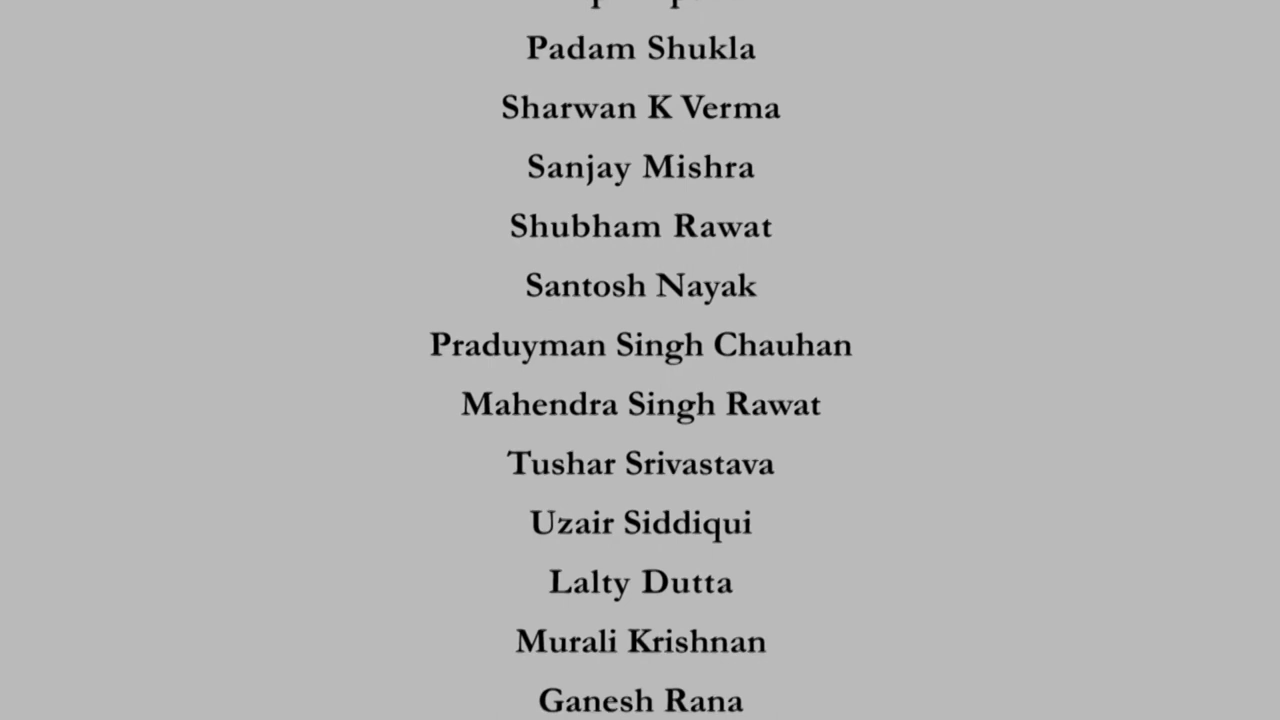 Padam Shukla
Sharwan K Verma
Sanjay Mishra
Shubham Rawat
Santosh Nayak
Praduyman Singh Chauhan
Mahendra Singh Rawat
Tushar Srivastava
Uzair Siddiqui
Lalty Dutta
Murali Krishnan
Ganesh Rana